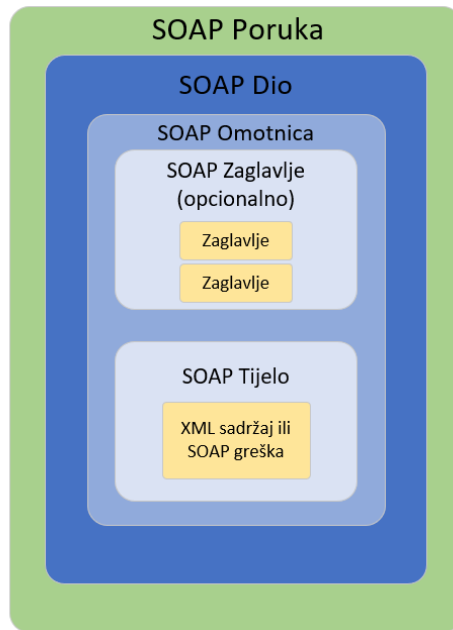 SOAP Poruka
SOAP Dio
SOAP Omotnica
SOAP Zaglavlje
(opcionalno)
Zaglavlje
Zaglavlje
SOAP Tijelo
XML sadržaj ili
SOAP greška